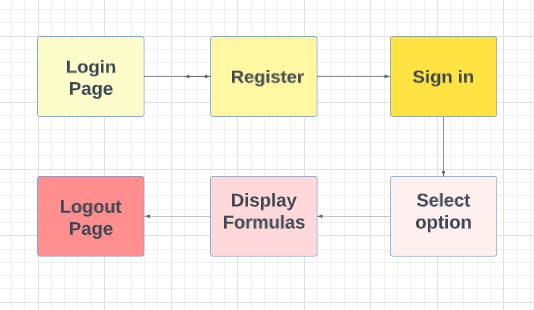 Login
Page
Register
Sign in
Logout
Page
Display
Formulas
Select
option